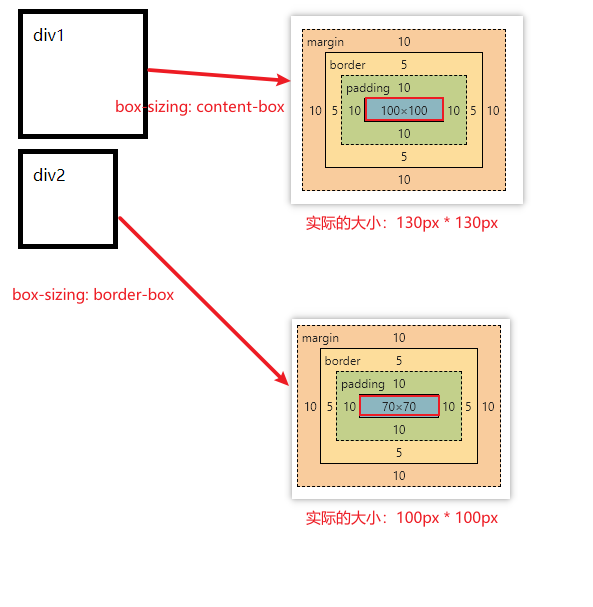 div1
box-sizing: content-box
margin 10
border 5
padding 10
10 5 10 100×100 10 5 10
10
5
10
实际的大小：130px * 130px
div2
box-sizing: border-box
margin 10
border 5
padding 10
10 5 10 70×70 10 5 10
10
5
10
实际的大小：100px * 100px